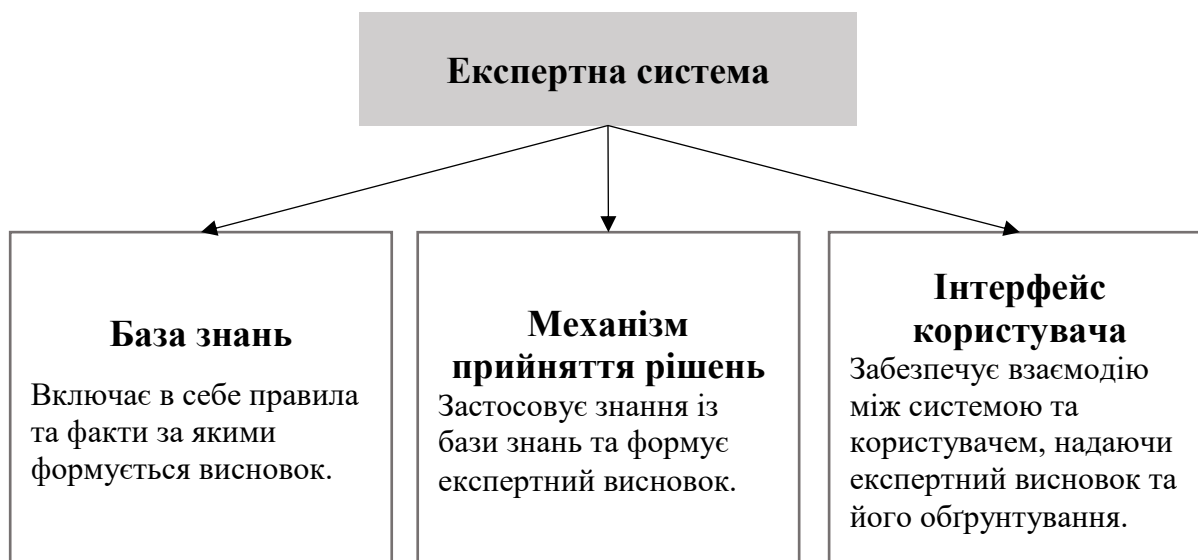 Експертна система
База знань
Включає в себе правила
та факти за якими
формується висновок.
Механізм
прийняття рішень
Застосовує знання із
бази знань та формує
експертний висновок.
Інтерфейс
користувача
Забезпечує взаємодію
між системою та
користувачем, надаючи
експертний висновок та
його обґрунтування.